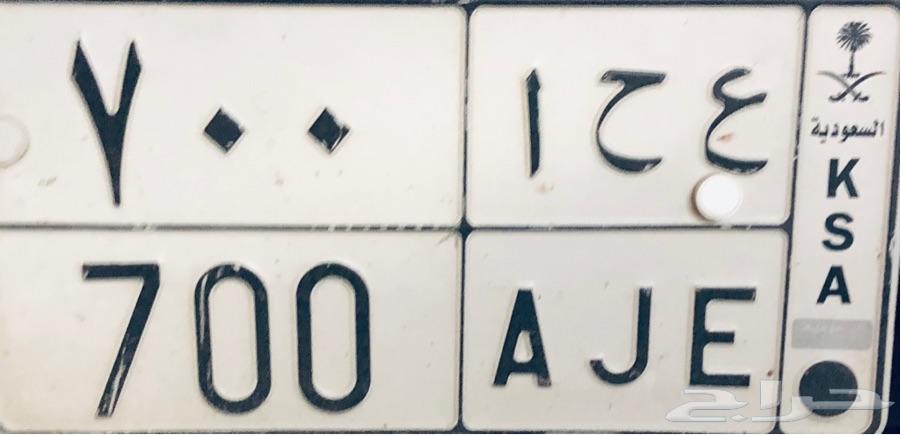 ٧٠٠ ع ح ا
700 AJE
السعودية
K
S
A
حراج